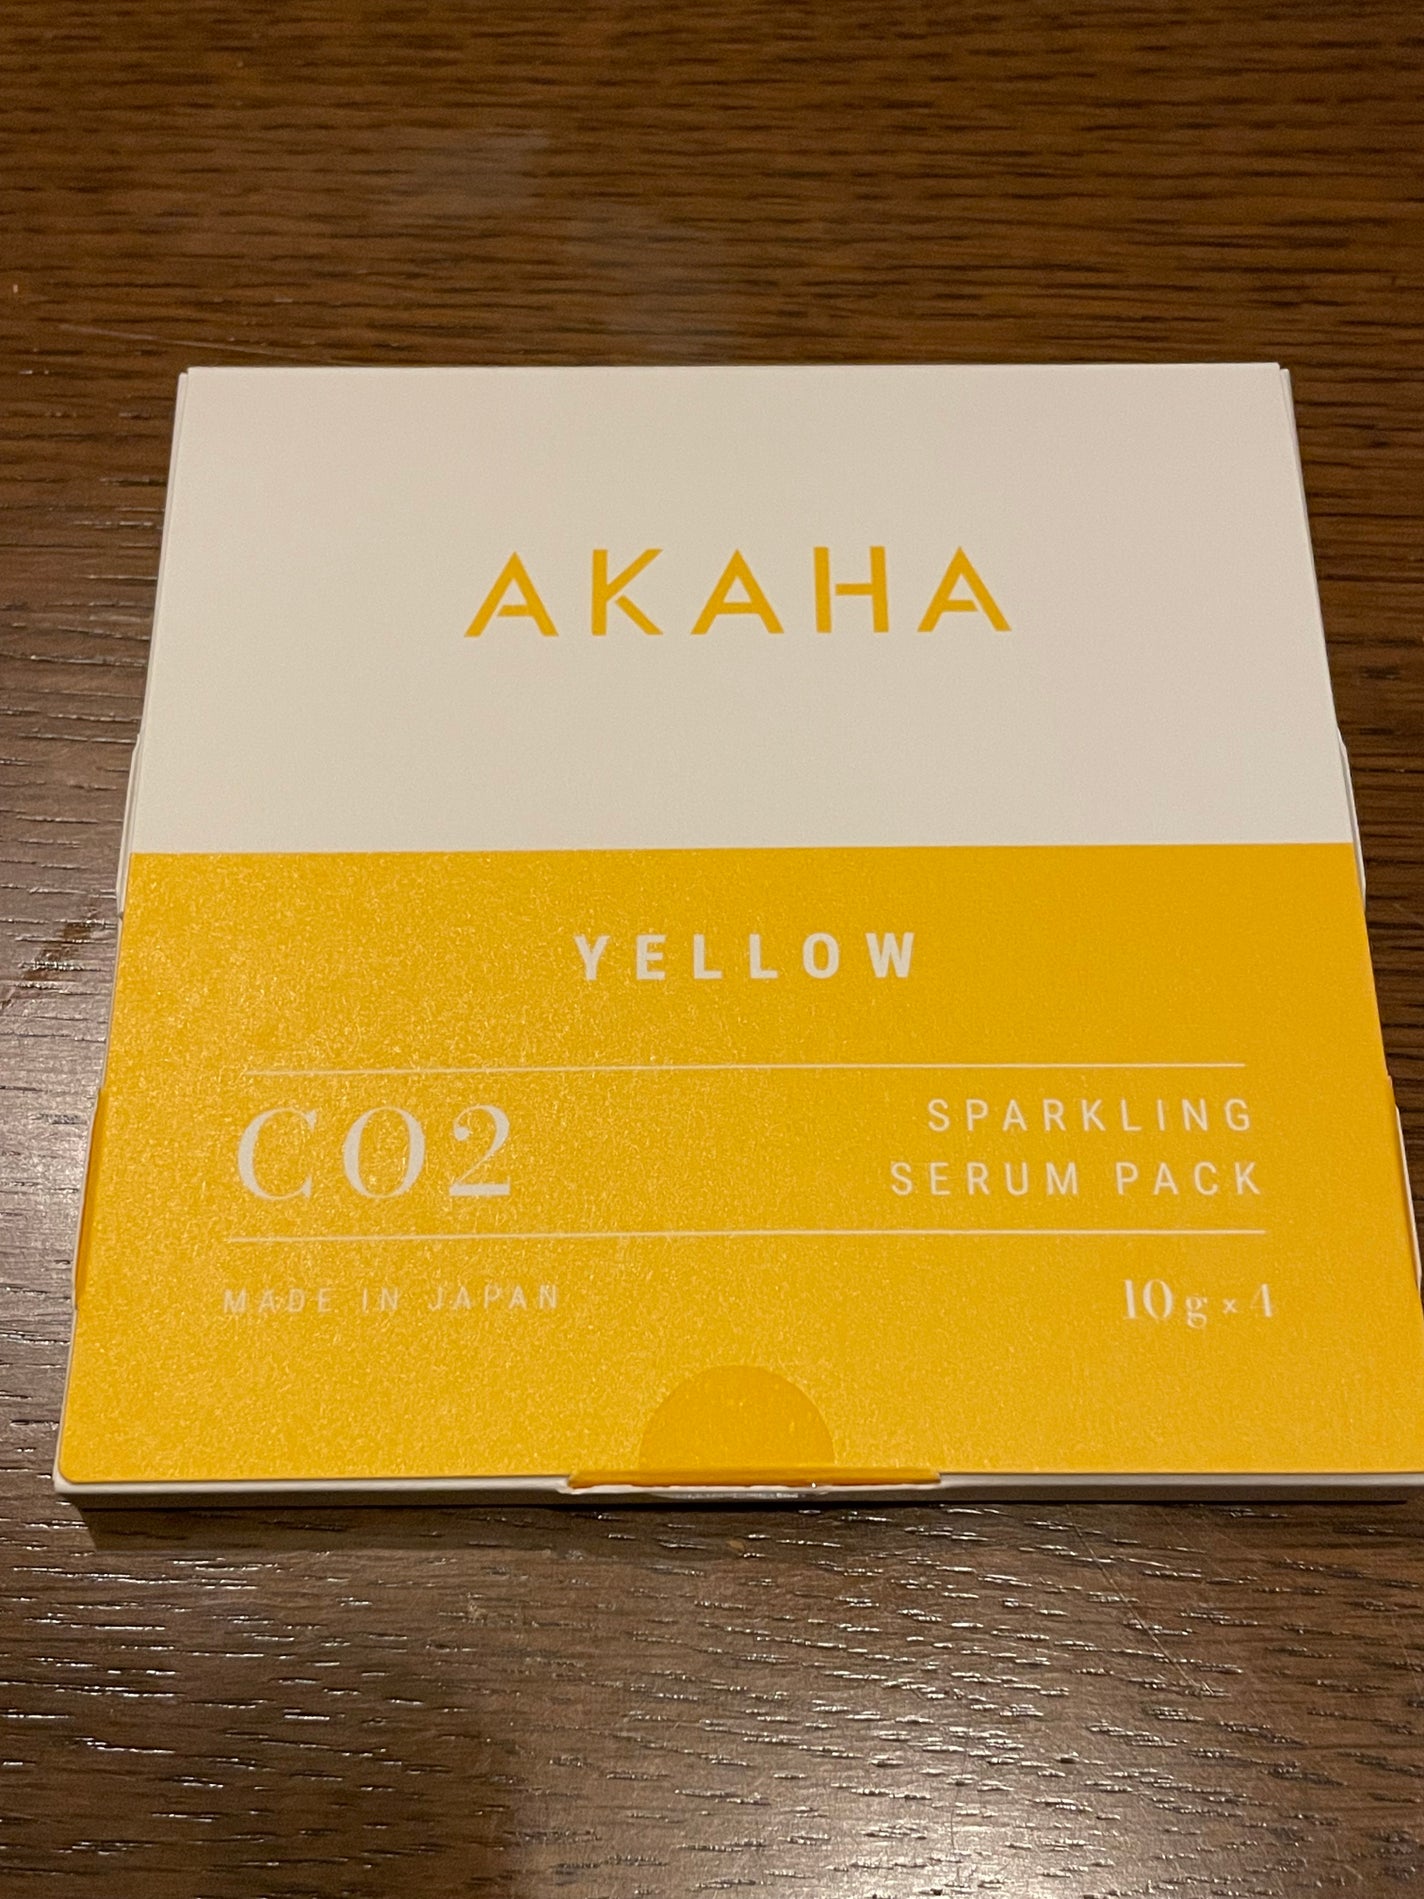 AKAHA
YELLOW
CO2
SPARKLING
SERUM PACK
MADE IN JAPAN
10g×4